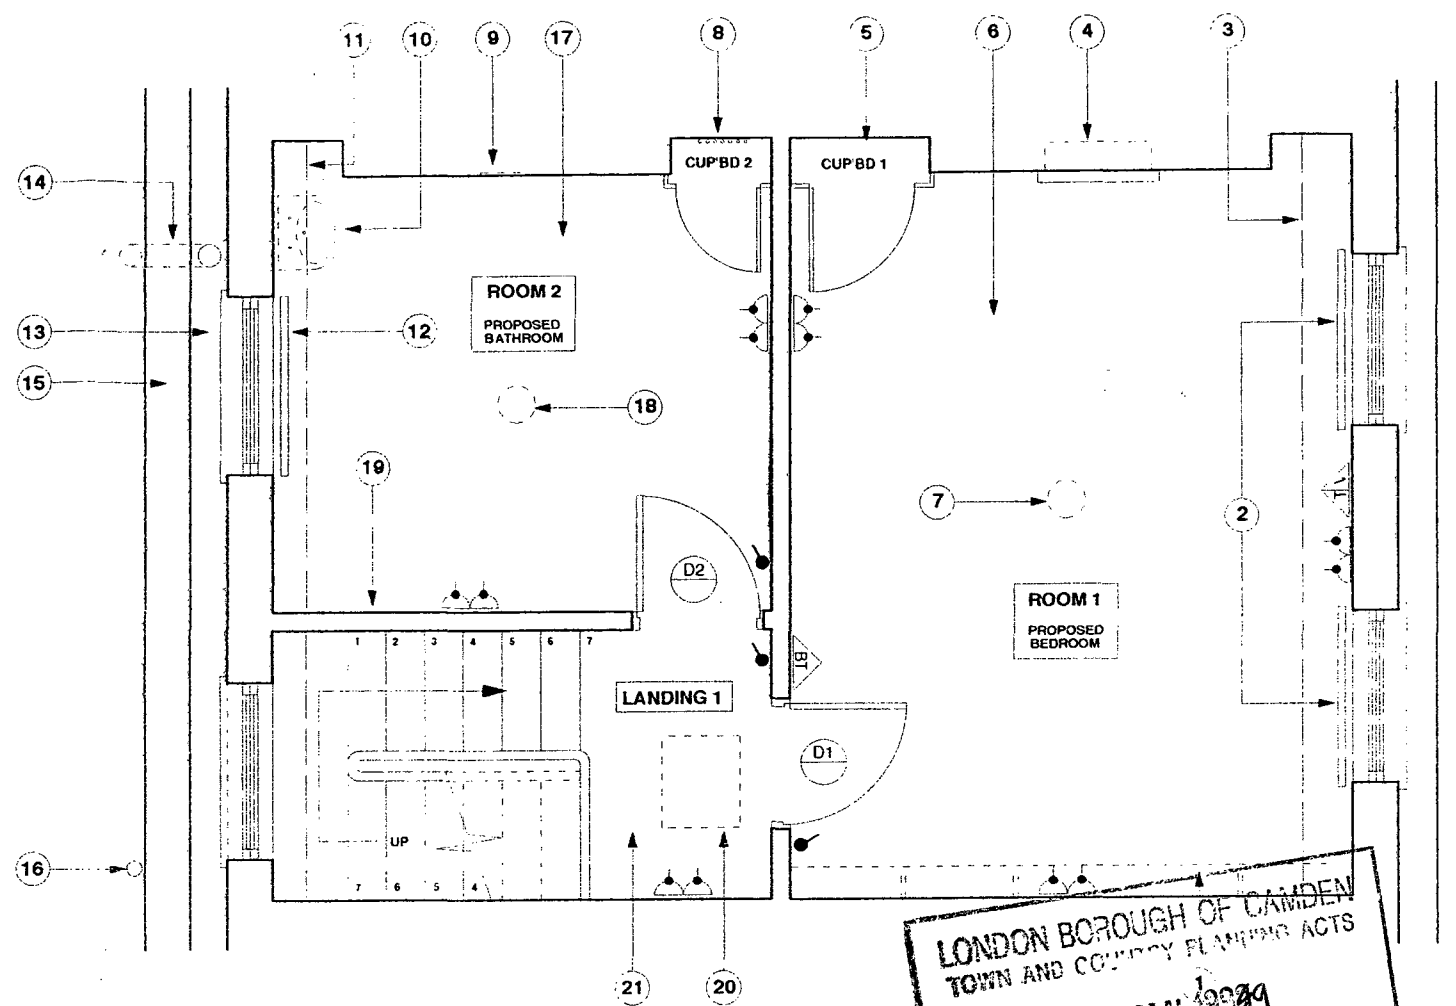 11 10 9 17 8 5 6 4 3
14
CUP'BD 2 CUP'BD 1
ROOM 2
PROPOSED
BATHROOM
13 12
15
18
19
7 2
D2
ROOM 1
PROPOSED
BEDROOM
1 2 3 4 5 6 7
BT
T
LANDING 1
D1
UP
16
7 6 5 4
21 20
LONDON BOROUGH OF CAMDEN
TOWN AND COUNTRY PLANNING ACTS